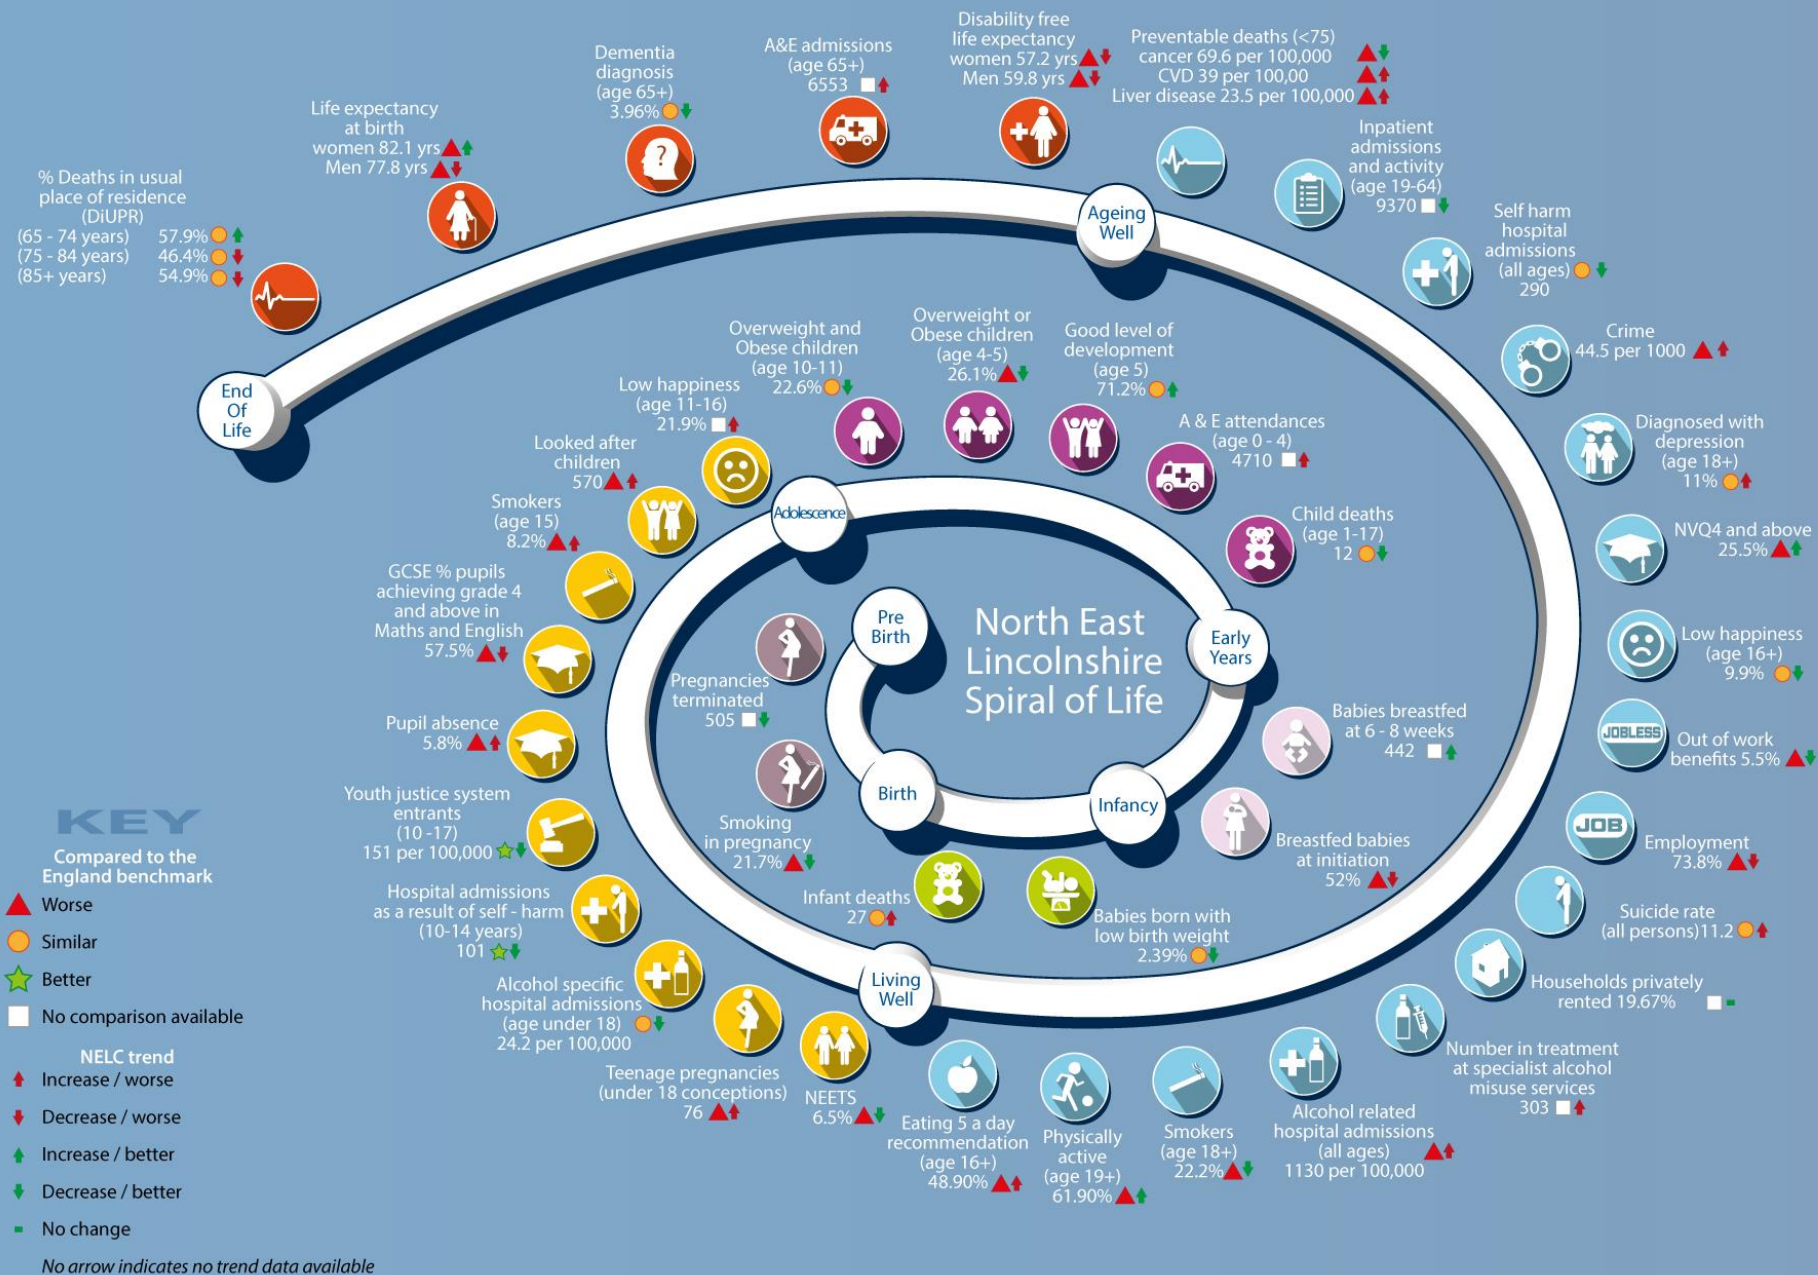 North East
Lincolnshire
Spiral of Life
Pre
Birth
Pregnancies
terminated
505
Smoking
in pregnancy
21.7%
Birth
Infant deaths
27
Babies born with
low birth weight
2.39%
Infancy
Breastfed babies
at initiation
52%
Babies breastfed
at 6 - 8 weeks
442
Early
Years
Child deaths
(age 1-17)
12
A & E attendances
(age 0 - 4)
4710
Good level of
development
(age 5)
71.2%
Overweight or
Obese children
(age 4-5)
26.1%
Overweight and
Obese children
(age 10-11)
22.6%
Adolescence
Low happiness
(age 11-16)
21.9%
Looked after
children
570
Smokers
(age 15)
8.2%
GCSE % pupils
achieving grade 4
and above in
Maths and English
57.5%
Pupil absence
5.8%
Youth justice system
entrants
(10 -17)
151 per 100,000
Hospital admissions
as a result of self - harm
(10-14 years)
101
Alcohol specific
hospital admissions
(age under 18)
24.2 per 100,000
Teenage pregnancies
(under 18 conceptions)
76
NEETS
6.5%
Living
Well
Eating 5 a day
recommendation
(age 16+)
48.90%
Physically
active
(age 19+)
61.90%
Smokers
(age 18+)
22.2%
Alcohol related
hospital admissions
(all ages)
1130 per 100,000
Number in treatment
at specialist alcohol
misuse services
303
Households privately
rented 19.67%
Suicide rate
(all persons)11.2
JOB
Employment
73.8%
JOBLESS
Out of work
benefits 5.5%
Low happiness
(age 16+)
9.9%
NVQ4 and above
25.5%
Diagnosed with
depression
(age 18+)
11%
Crime
44.5 per 1000
Self harm
hospital
admissions
(all ages)
290
Inpatient
admissions
and activity
(age 19-64)
9370
Preventable deaths (<75)
cancer 69.6 per 100,000
CVD 39 per 100,00
Liver disease 23.5 per 100,000
Ageing
Well
Disability free
life expectancy
women 57.2 yrs
Men 59.8 yrs
A&E admissions
(age 65+)
6553
?
Dementia
diagnosis
(age 65+)
3.96%
Life expectancy
at birth
women 82.1 yrs
Men 77.8 yrs
% Deaths in usual
place of residence
(DiUPR)
(65 - 74 years) 57.9%
(75 - 84 years) 46.4%
(85+ years) 54.9%
End
Of
Life
KEY
Compared to the
England benchmark
Worse
Similar
Better
No comparison available
NELC trend
Increase / worse
Decrease / worse
Increase / better
Decrease / better
No change
No arrow indicates no trend data available